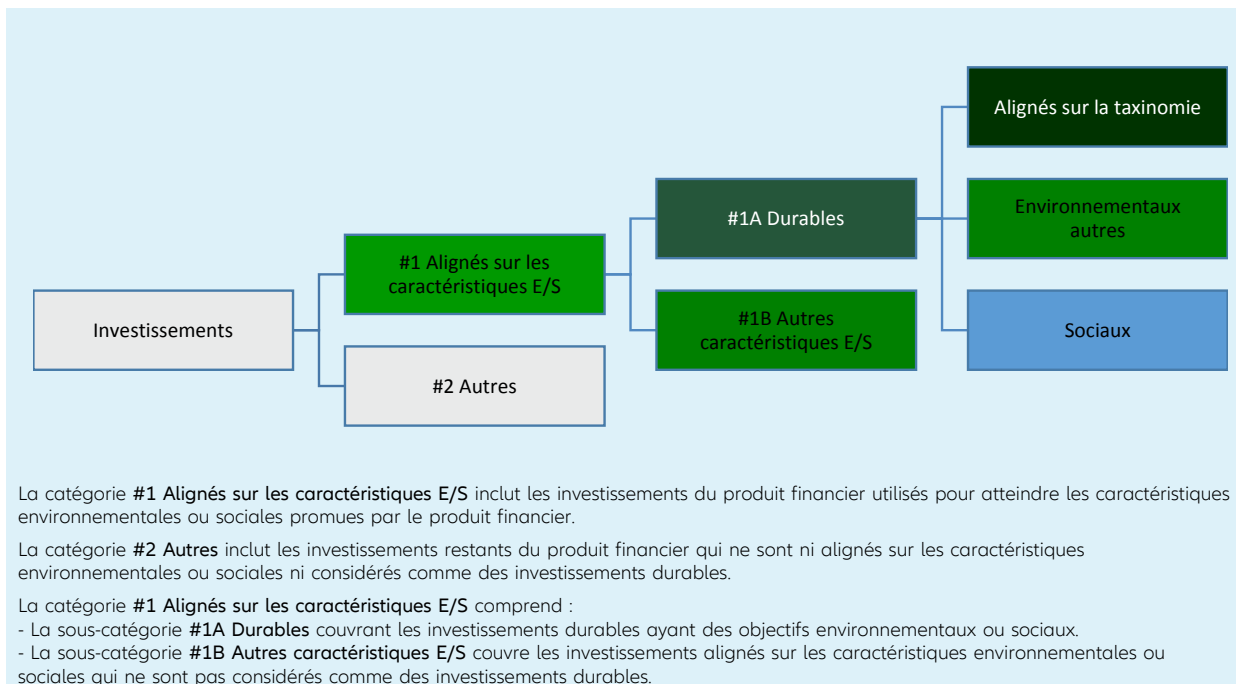 Alignés sur la taxinomie
#1A Durables
Environnementaux
autres
#1 Alignés sur les
caractéristiques E/S
Investissements
#1B Autres
caractéristiques E/S
Sociaux
#2 Autres
La catégorie #1 Alignés sur les caractéristiques E/S inclut les investissements du produit financier utilisés pour atteindre les caractéristiques
environnementales ou sociales promues par le produit financier.
La catégorie #2 Autres inclut les investissements restants du produit financier qui ne sont ni alignés sur les caractéristiques
environnementales ou sociales ni considérés comme des investissements durables.
La catégorie #1 Alignés sur les caractéristiques E/S comprend :
- La sous-catégorie #1A Durables couvrant les investissements durables ayant des objectifs environnementaux ou sociaux.
- La sous-catégorie #1B Autres caractéristiques E/S couvre les investissements alignés sur les caractéristiques environnementales ou
sociales qui ne sont pas considérés comme des investissements durables.